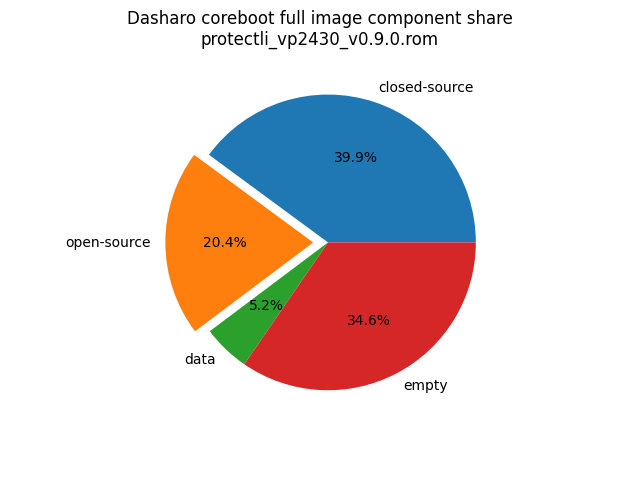 Dasharo coreboot full image component share
protectli_vp2430_v0.9.0.rom
closed-source
39.9%
open-source
20.4%
5.2%
data
34.6%
empty